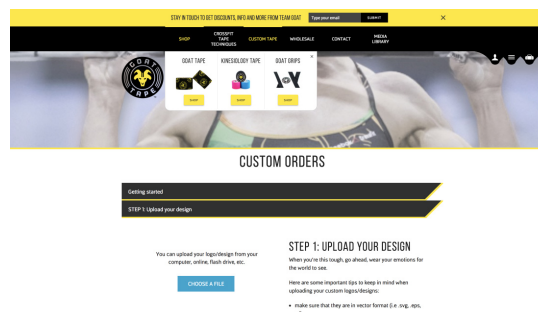 STAY IN TOUCH TO GET DISCOUNTS, INFO AND MORE FROM TEAM GOAT
Type your email
SUBMIT
×
SHOP
CROSSFIT
TAPE
TECHNIQUES
CUSTOM TAPE
WHOLESALE
CONTACT
MEDIA
LIBRARY
GOAT TAPE
KINESIOLOGY TAPE
GOAT GRIPS
×
SHOP
SHOP
SHOP
GOAT
TAPE
CUSTOM ORDERS
Getting started
STEP 1: Upload your design
You can upload your logo/design from your
computer, online, flash drive, etc.
CHOOSE A FILE
STEP 1: UPLOAD YOUR DESIGN
When you're tough, go ahead, wear your emotions for
the world to see.
Here are some important tips to keep in mind when
uploading your custom logos/designs:
• make sure that they are in vector format (i.e .svg, .eps,